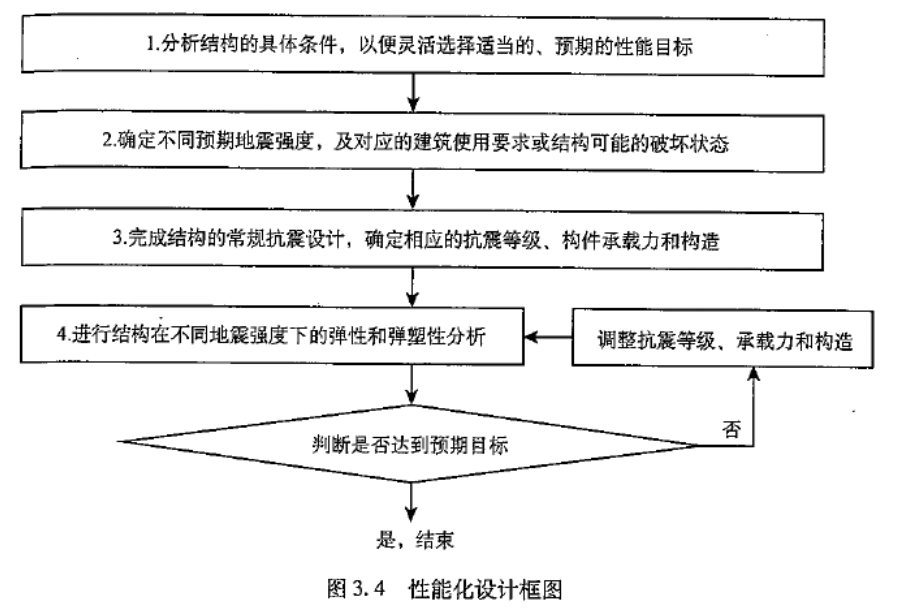 1.分析结构的具体条件，以便灵活选择适当的、预期的性能目标
2.确定不同预期地震强度，及对应的建筑使用要求或结构可能的破坏状态
3.完成结构的常规抗震设计，确定相应的抗震等级、构件承载力和构造
4.进行结构在不同地震强度下的弹性和弹塑性分析
调整抗震等级、承载力和构造
判断是否达到预期目标
否
是，结束
图 3.4 性能化设计框图